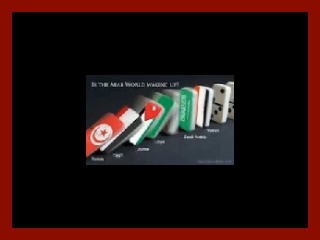 Is the Arab World waking up?
Tunisia
Egypt
Jordan
Libya
Saudi Arabia
Yemen